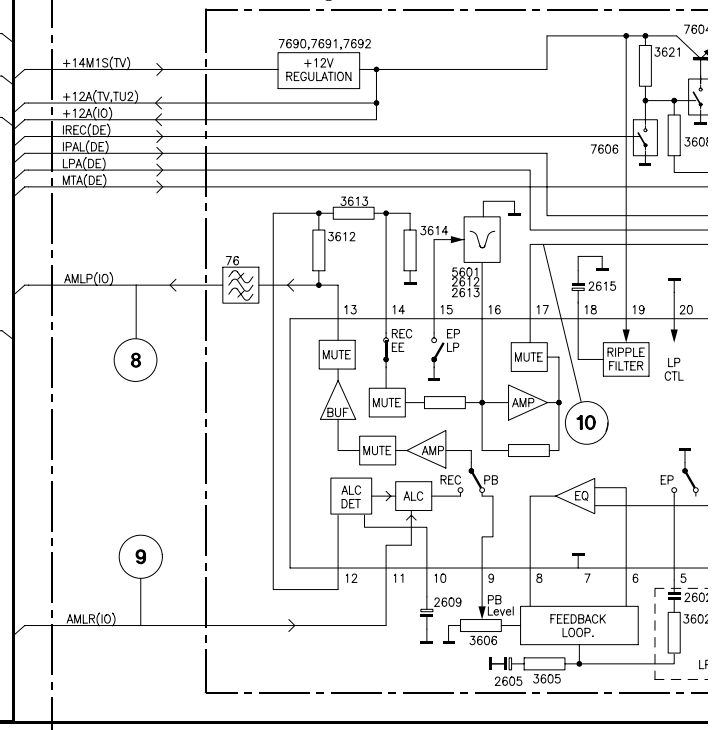 7690,7691,7692
+12V
REGULATION
+14M1S(TV)
+12A(TV,TU2)
+12A(IO)
IREC(DE)
IPAL(DE)
LPA(DE)
MTA(DE)
7604
3621
7606
3608
3613
3612
3614
5601
2612
2613
2615
76
AMLP(IO)
8
13
14
15
16
17
18
19
20
MUTE
REC
EE
EP
LP
MUTE
RIPPLE
FILTER
LP
CTL
BUF
MUTE
AMP
10
MUTE
AMP
REC
PB
ALC
DET
ALC
EQ
EP
9
12
11
10
9
8
7
6
5
AMLR(IO)
2609
PB
Level
3606
FEEDBACK
LOOP.
2602
3602
2605
3605